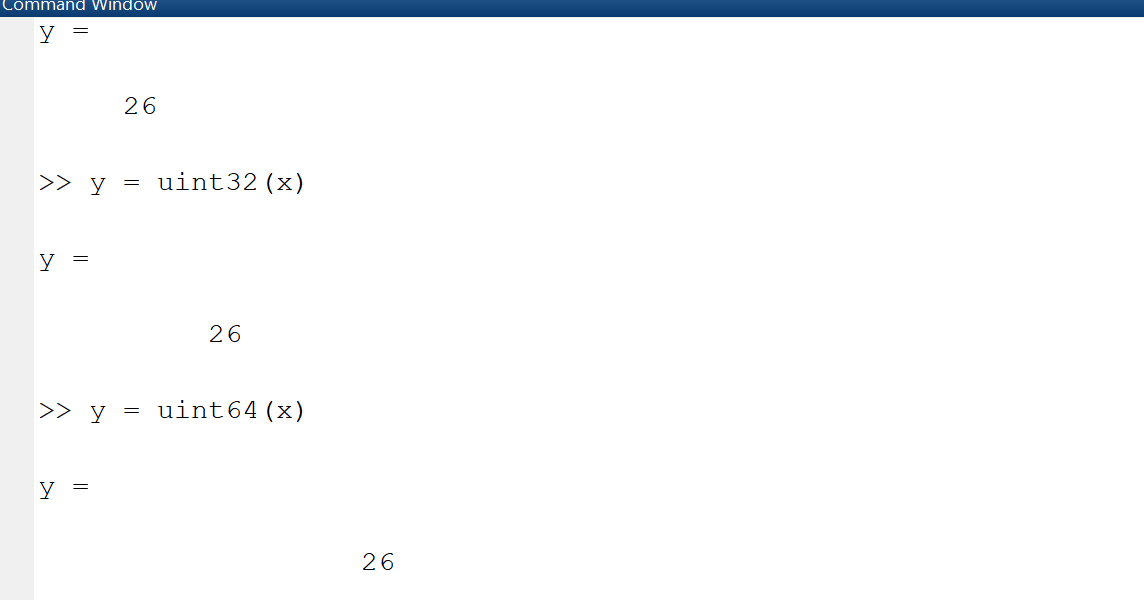 Command Window
y =
26
>> y = uint32(x)
y =
26
>> y = uint64(x)
y =
26